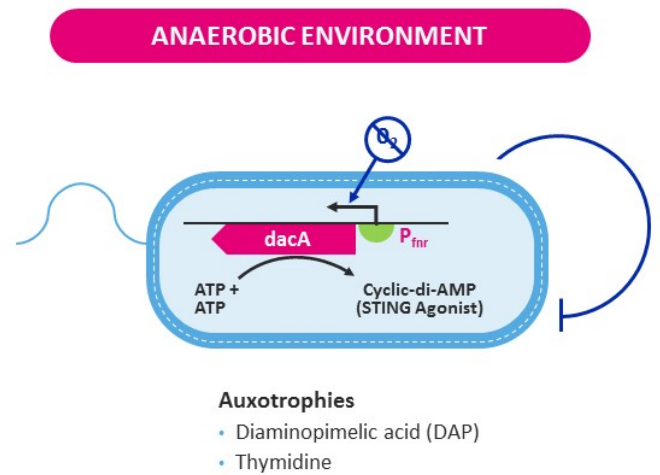 ANAEROBIC ENVIRONMENT
O₂
dacA
Pfnr
ATP +
ATP
Cyclic-di-AMP
(STING Agonist)
Auxotrophies
• Diaminopimelic acid (DAP)
• Thymidine